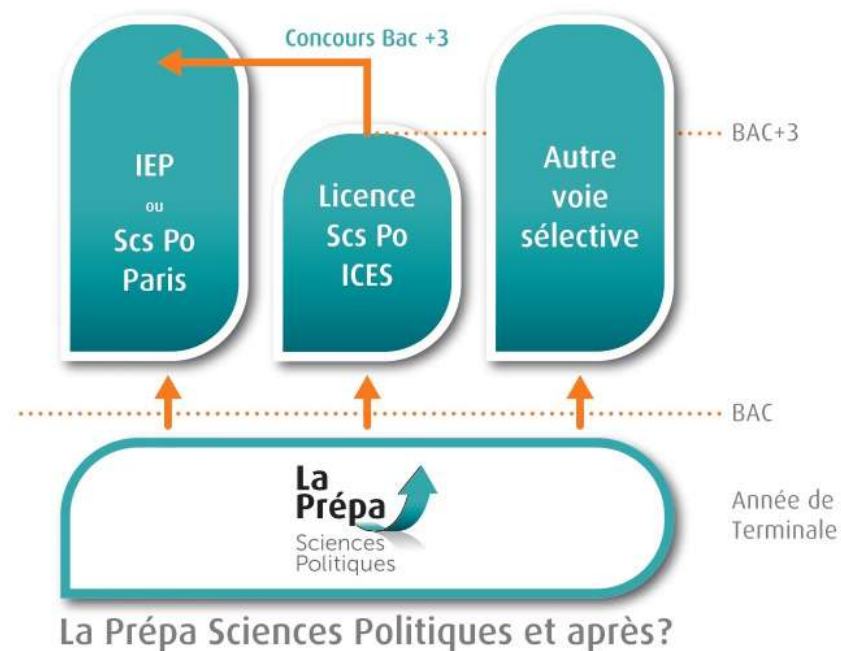 Concours Bac +3
IEP
ou
Scs Po
Paris
Licence
Scs Po
ICES
Autre
voie
sélective
BAC+3
BAC
La
Prépa
Sciences
Politiques
Année de
Terminale
La Prépa Sciences Politiques et après?